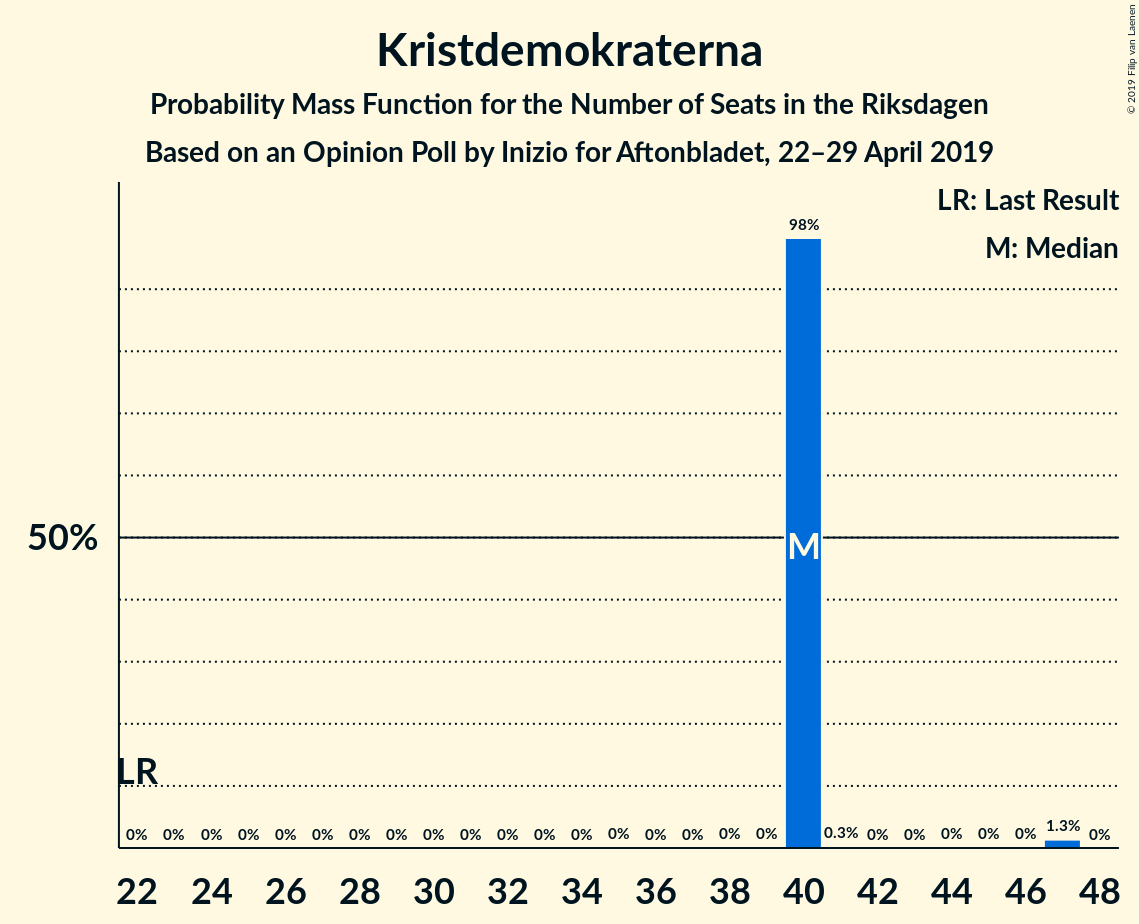 Kristdemokraterna
Probability Mass Function for the Number of Seats in the Riksdagen
Based on an Opinion Poll by Inizio for Aftonbladet, 22–29 April 2019
© 2019 Filip van Laenen
LR: Last Result
M: Median
98%
50%
M
LR
0% 0% 0% 0% 0% 0% 0% 0% 0% 0% 0% 0% 0% 0% 0% 0% 0% 0% 0.3% 0% 0% 0% 0% 0% 1.3% 0%
22 24 26 28 30 32 34 36 38 40 42 44 46 48